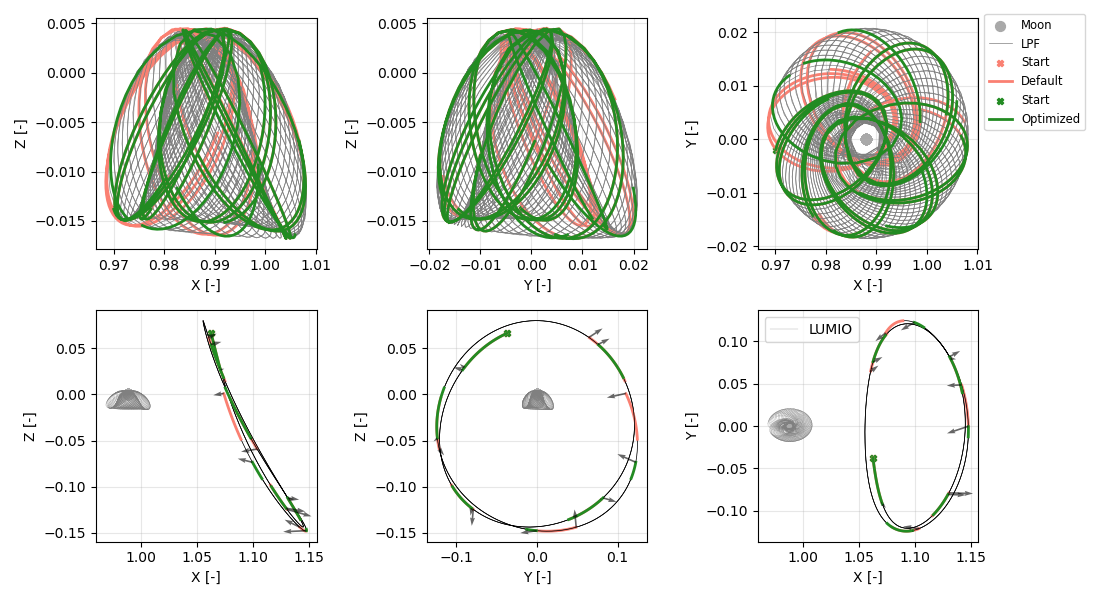 0.005
0.000
−0.005
−0.010
−0.015
Z [-]
0.97 0.98 0.99 1.00 1.01
X [-]
0.005
0.000
−0.005
−0.010
−0.015
Z [-]
−0.02 −0.01 0.00 0.01 0.02
Y [-]
0.02
0.01
0.00
−0.01
−0.02
Y [-]
0.97 0.98 0.99 1.00 1.01
X [-]
Moon
LPF
Start
Default
Start
Optimized
0.05
0.00
−0.05
−0.10
−0.15
Z [-]
1.00 1.05 1.10 1.15
X [-]
0.05
0.00
−0.05
−0.10
−0.15
Z [-]
−0.1 0.0 0.1
Y [-]
LUMIO
0.10
0.05
0.00
−0.05
−0.10
Y [-]
1.00 1.05 1.10 1.15
X [-]